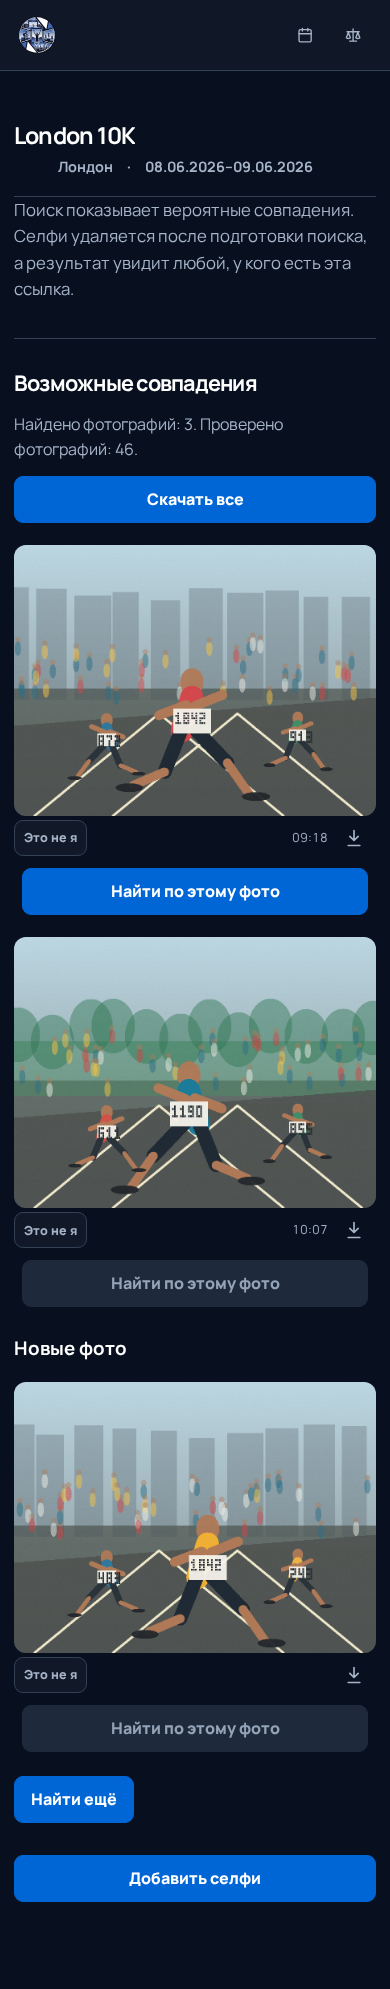 London 10K
Лондон · 08.06.2026–09.06.2026
Поиск показывает вероятные совпадения.
Селфи удаляется после подготовки поиска,
а результат увидит любой, у кого есть эта
ссылка.
Возможные совпадения
Найдено фотографий: 3. Проверено
фотографий: 46.
Скачать все
1842
913
Это не я
09:18
Найти по этому фото
1190
Это не я
10:07
Найти по этому фото
Новые фото
1842
243
Это не я
Найти по этому фото
Найти ещё
Добавить селфи